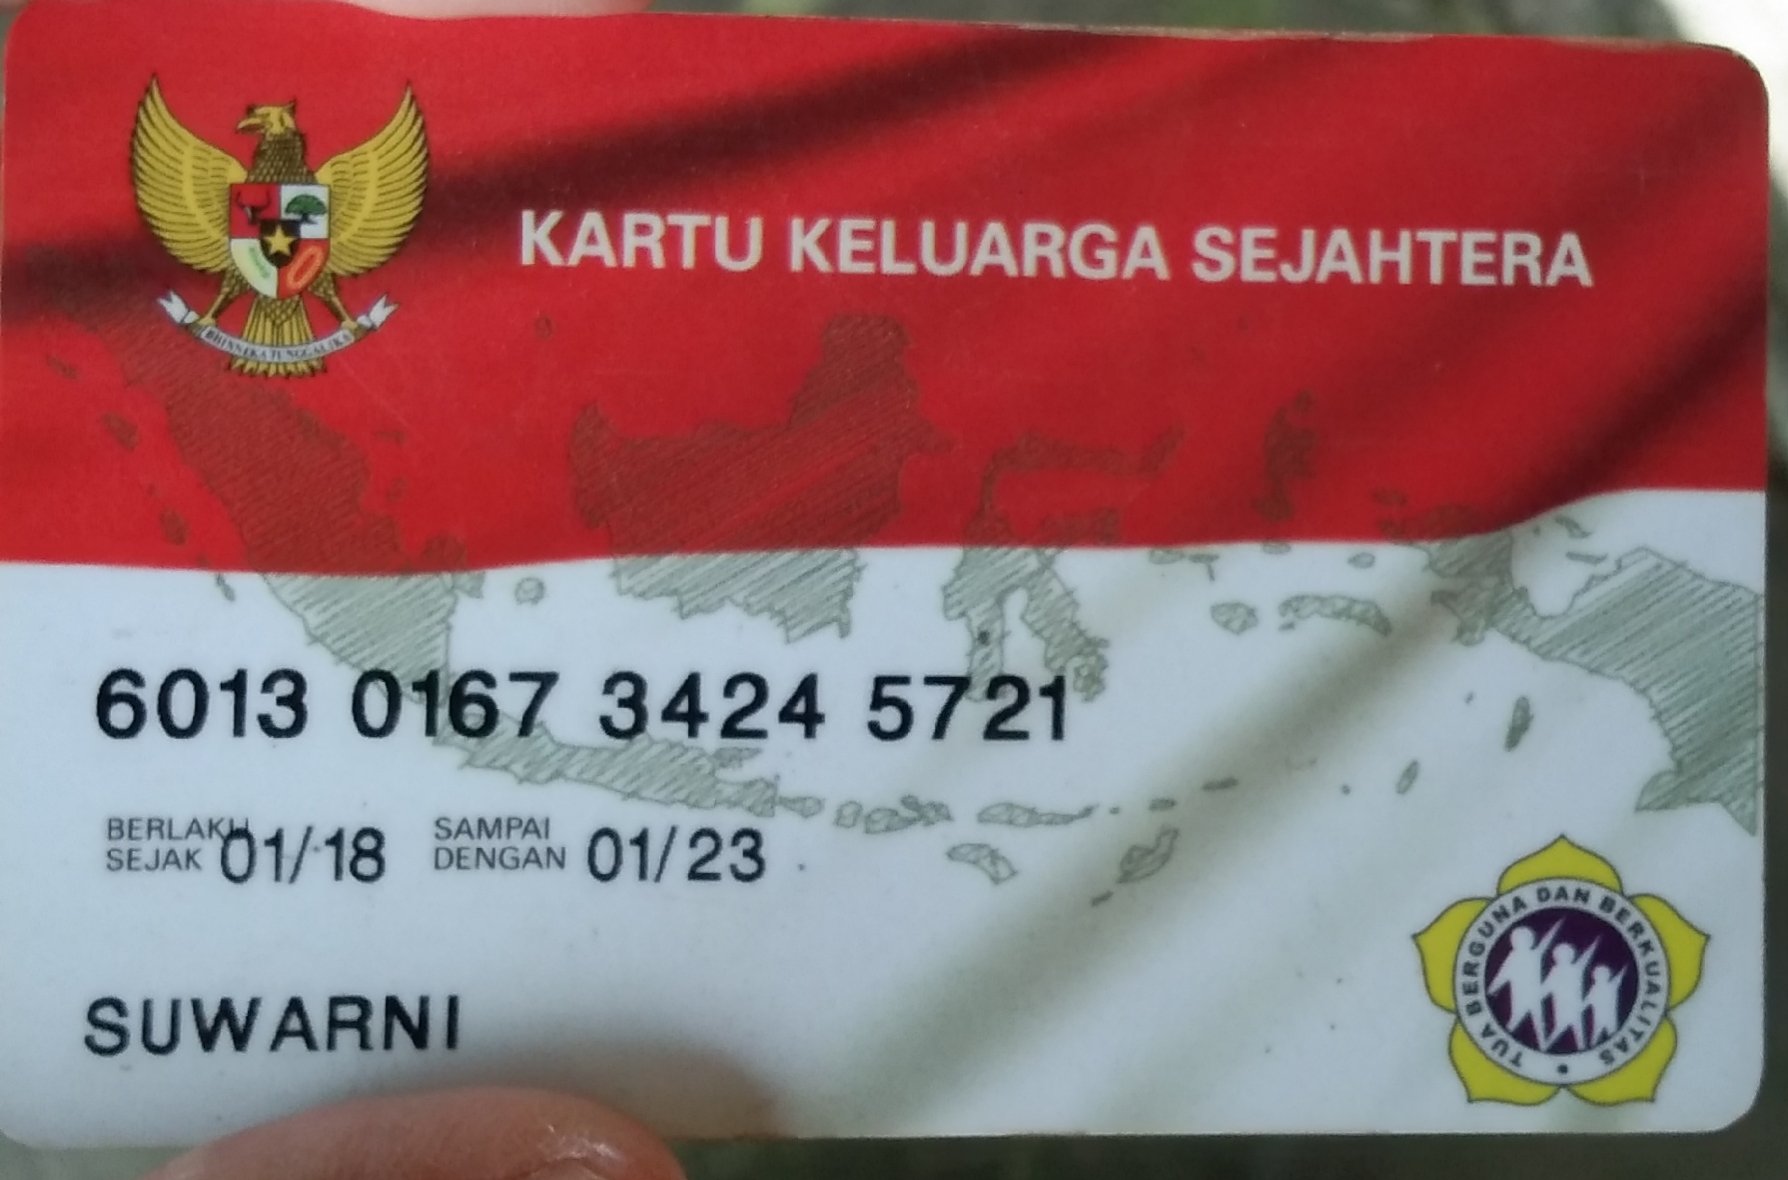 KARTU KELUARGA SEJAHTERA
BHINNEKA TUNGGAL IKA
6013 0167 3424 5721
BERLAKU
SEJAK 01/18
SAMPAI
DENGAN 01/23
SUWARNI
TUA BERGUNA DAN BERKUALITAS